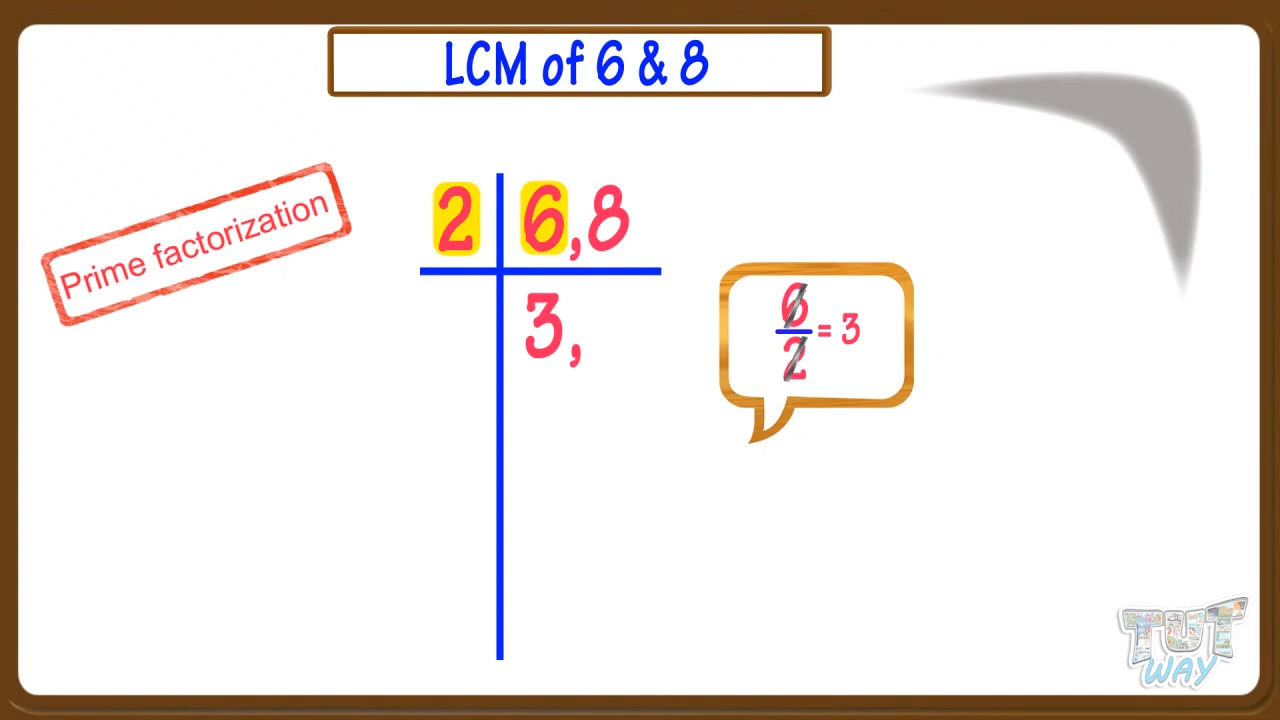 LCM of 6 & 8
Prime factorization
2 6,8
3,
6
2 = 3
TUT
WAY